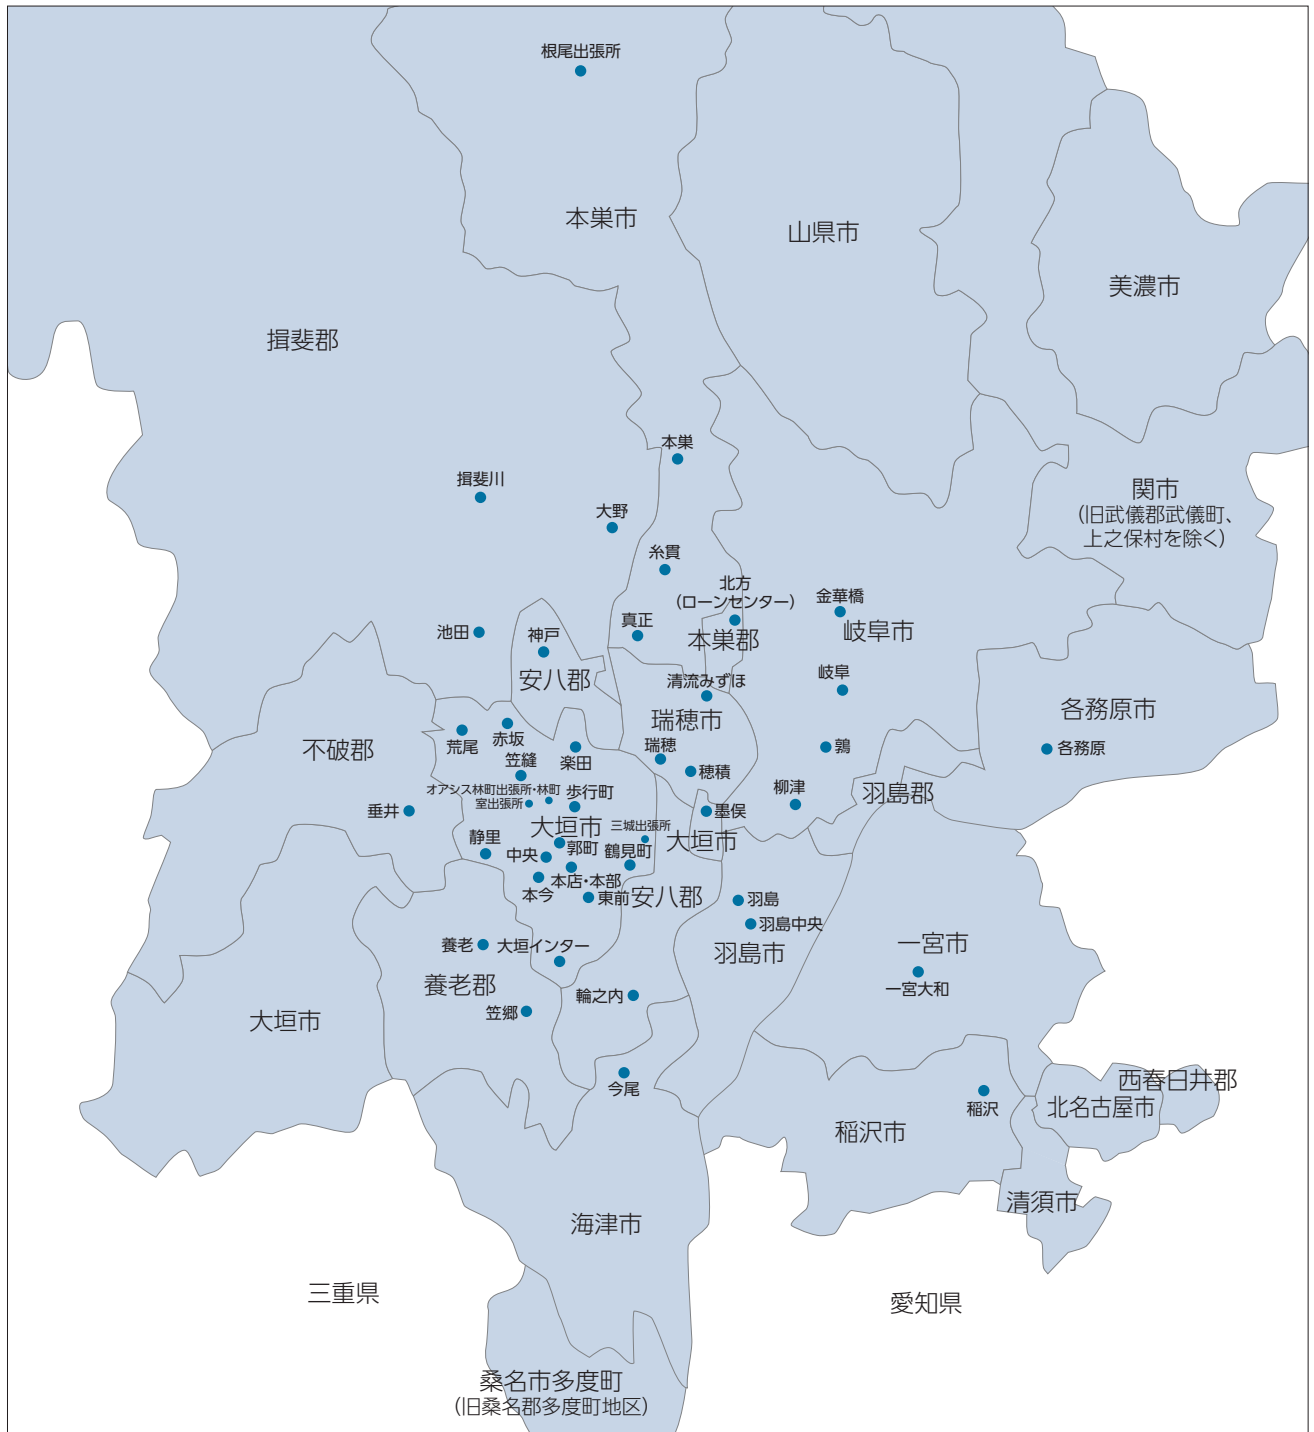 根尾出張所
本巣市
山県市
美濃市
揖斐郡
本巣
揖斐川
関市
(旧武儀郡武儀町、
上之保村を除く)
大野
糸貫
北方
(ローンセンター)
金華橋
真正
岐阜市
池田
神戸
本巣郡
安八郡
岐阜
清流みずほ
瑞穂市
各務原市
不破郡
荒尾
赤坂
楽田
瑞穂
鶉
各務原
笠縫
穂積
オアシス林町出張所・林町
室出張所
歩行町
柳津
羽島郡
垂井
墨俣
大垣市
三城出張所
大垣市
静里
中央
郭町
鶴見町
本店・本部
本今
東前
安八郡
羽島
羽島中央
養老
大垣インター
羽島市
一宮市
養老郡
輪之内
一宮大和
笠郷
大垣市
今尾
西春日井郡
稲沢
北名古屋市
稲沢市
清須市
海津市
三重県
愛知県
桑名市多度町
(旧桑名郡多度町地区)